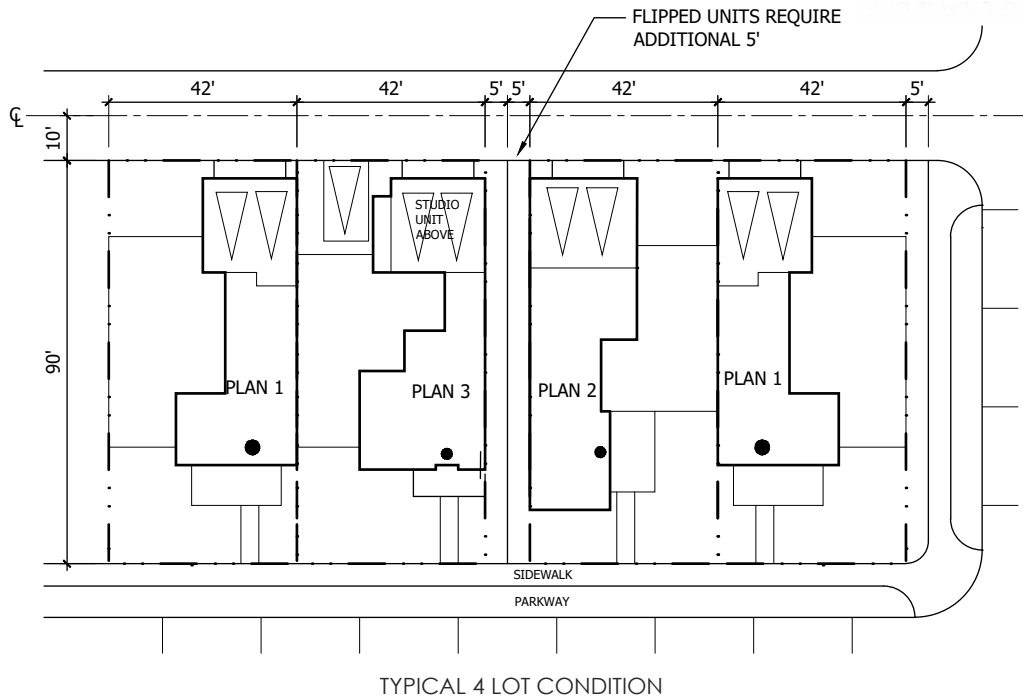 FLIPPED UNITS REQUIRE
ADDITIONAL 5'
42'
42'
5'
5'
42'
42'
5'
℄
10'
STUDIO
UNIT
ABOVE
90'
PLAN 1
PLAN 3
PLAN 2
PLAN 1
SIDEWALK
PARKWAY
TYPICAL 4 LOT CONDITION